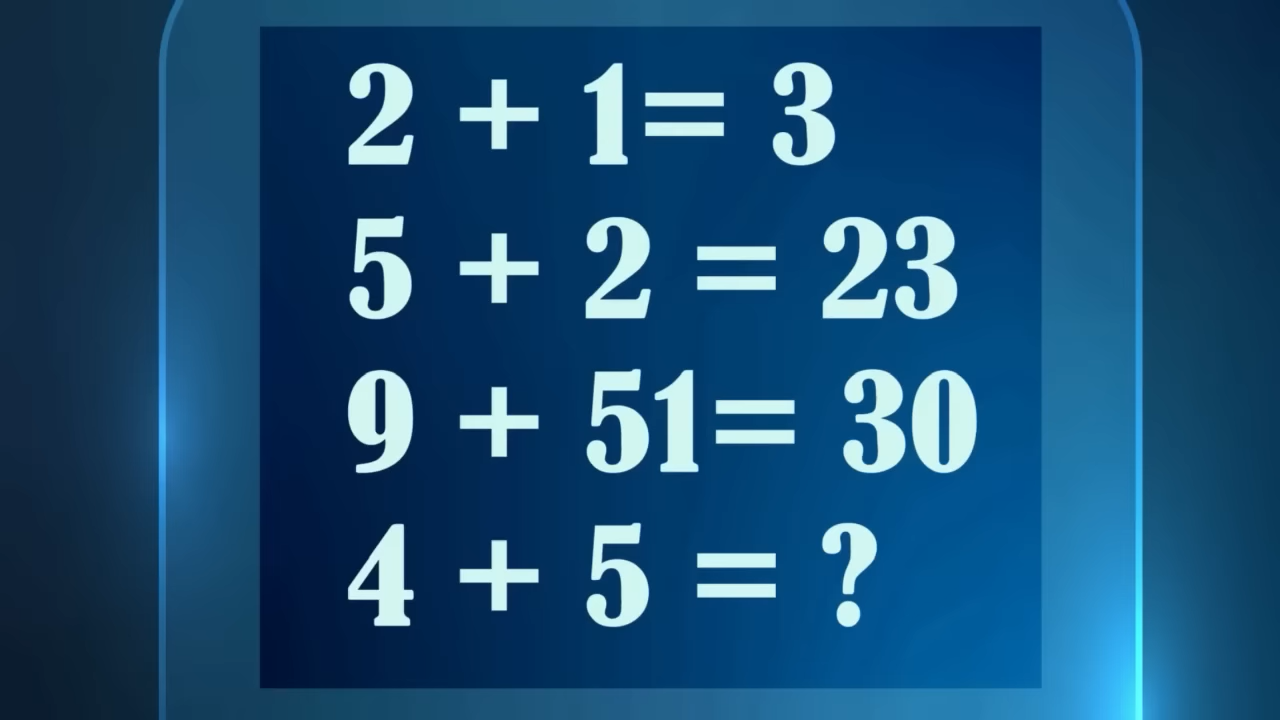 2 + 1= 3
5 + 2 = 23
9 + 51= 30
4 + 5 = ?